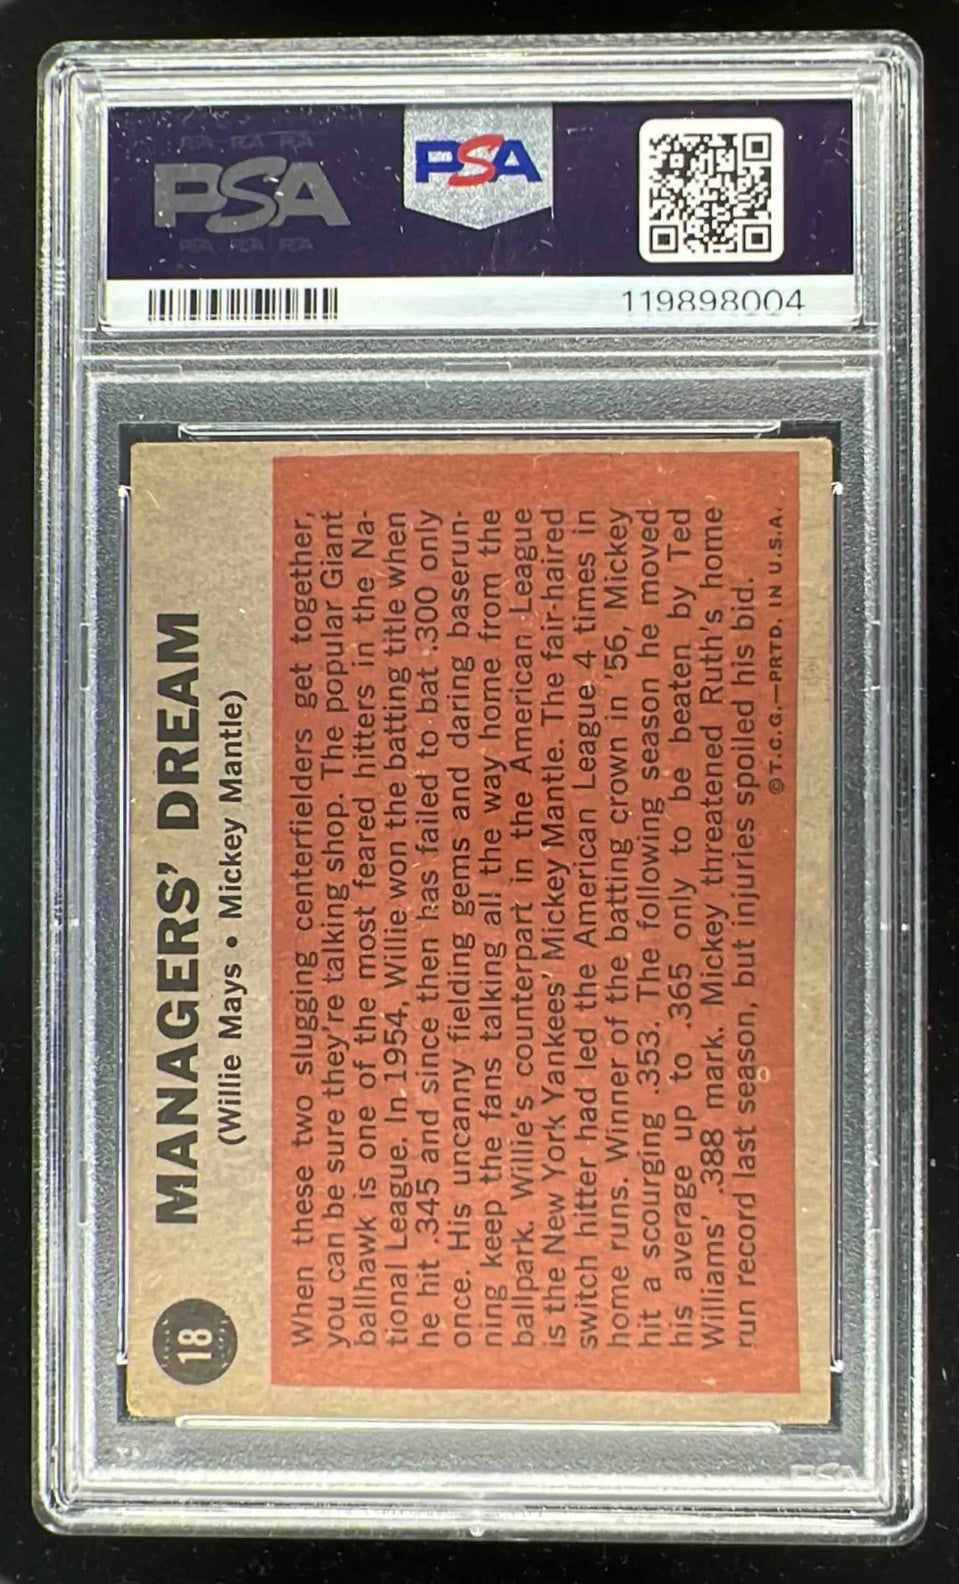 PSA PSA PSA
PSA
PSA PSA PSA
PSA
119898004
18
MANAGERS' DREAM
(Willie Mays • Mickey Mantle)
When these two slugging centerfielders get together,
you can be sure they're talking shop. The popular Giant
ballhawk is one of the most feared hitters in the Na-
tional League. In 1954, Willie won the batting title when
he hit .345 and since then has failed to bat .300 only
once. His uncanny fielding gems and daring baserun-
ning keep the fans talking all the way home from the
ballpark. Willie's counterpart in the American League
is the New York Yankees' Mickey Mantle. The fair-haired
switch hitter had led the American League 4 times in
home runs. Winner of the batting crown in '56, Mickey
hit a scourging .353. The following season he moved
his average up to .365 only to be beaten by Ted
Williams' .388 mark. Mickey threatened Ruth's home
run record last season, but injuries spoiled his bid.
© T.C.G.—PRTD. IN U.S.A.
PSA